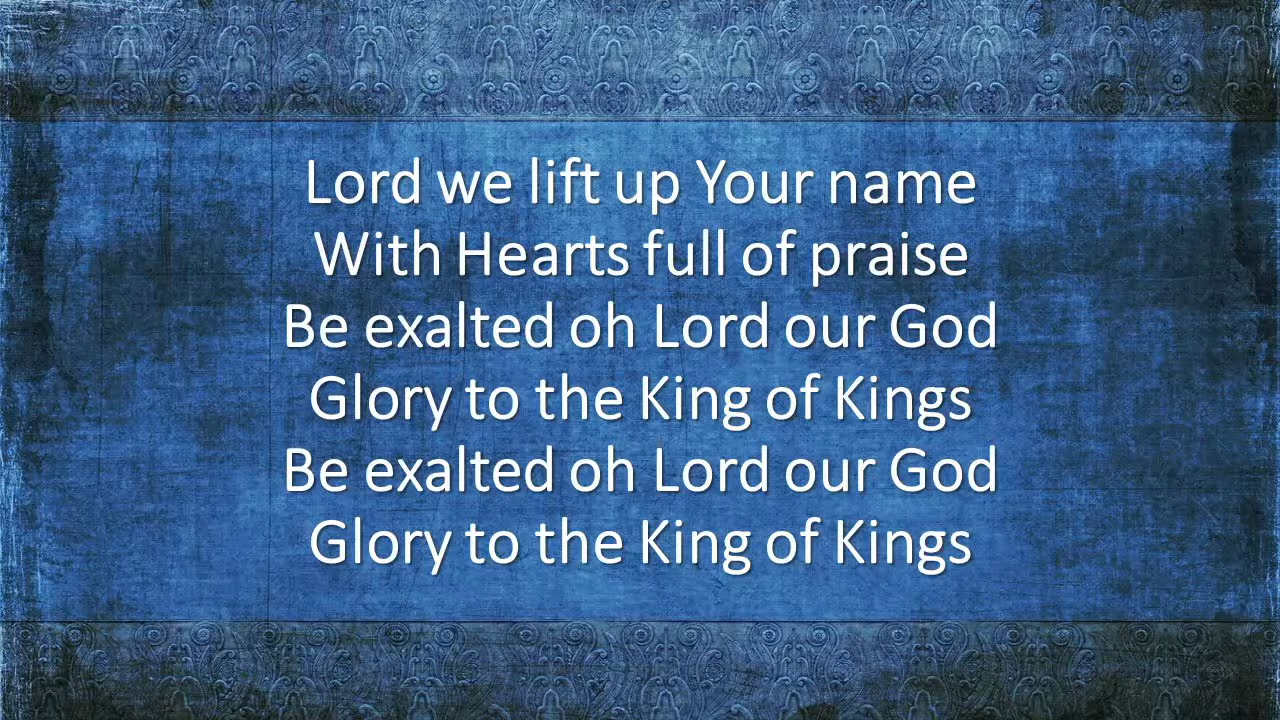 Lord we lift up Your name
With Hearts full of praise
Be exalted oh Lord our God
Glory to the King of Kings
Be exalted oh Lord our God
Glory to the King of Kings